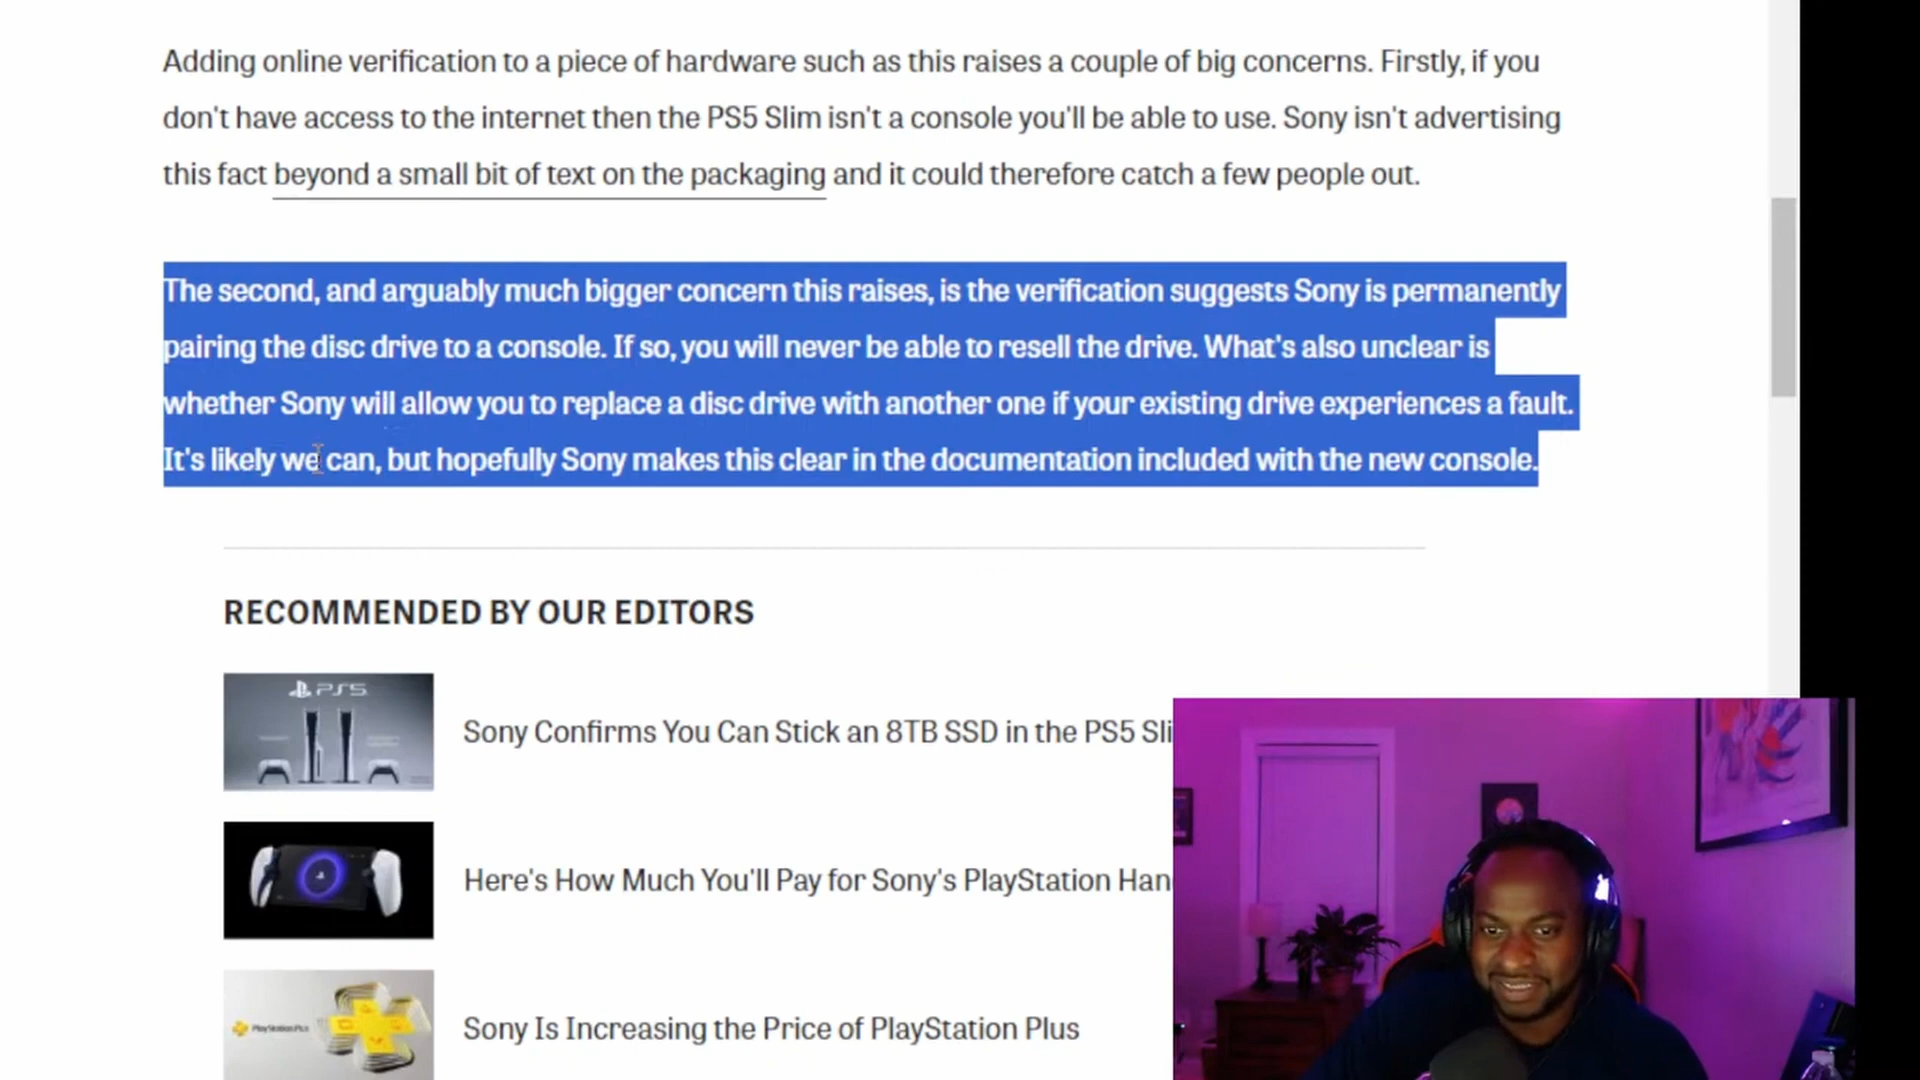 Adding online verification to a piece of hardware such as this raises a couple of big concerns. Firstly, if you
don't have access to the internet then the PS5 Slim isn't a console you'll be able to use. Sony isn't advertising
this fact beyond a small bit of text on the packaging and it could therefore catch a few people out.
The second, and arguably much bigger concern this raises, is the verification suggests Sony is permanently
pairing the disc drive to a console. If so, you will never be able to resell the drive. What's also unclear is
whether Sony will allow you to replace a disc drive with another one if your existing drive experiences a fault.
It's likely we can, but hopefully Sony makes this clear in the documentation included with the new console.
RECOMMENDED BY OUR EDITORS
PS5
Sony Confirms You Can Stick an 8TB SSD in the PS5 Sli
Here's How Much You'll Pay for Sony's PlayStation Han
PlayStation Plus
Sony Is Increasing the Price of PlayStation Plus